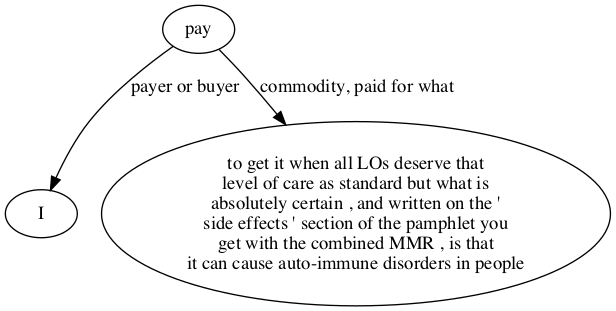 pay
payer or buyer
commodity, paid for what
I
to get it when all LOs deserve that
level of care as standard but what is
absolutely certain , and written on the '
side effects ' section of the pamphlet you
get with the combined MMR , is that
it can cause auto-immune disorders in people